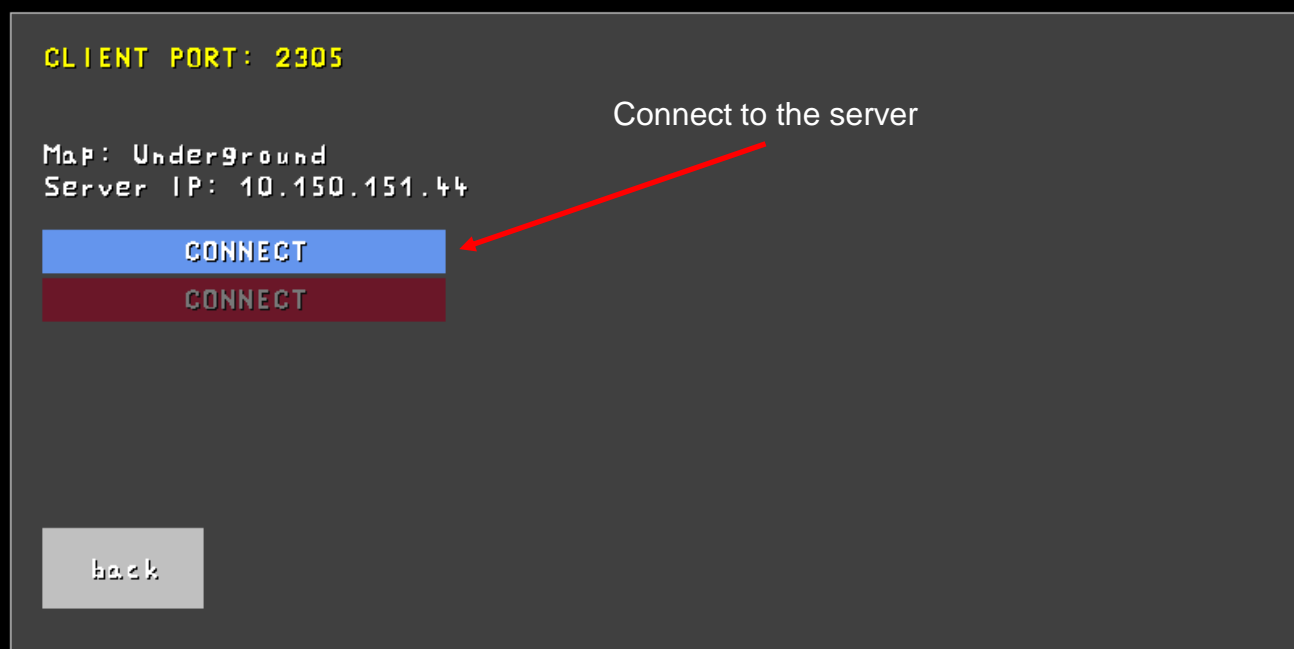 CLIENT PORT: 2305
Connect to the server
Map: Underground
Server IP: 10.150.151.44
CONNECT
CONNECT
back